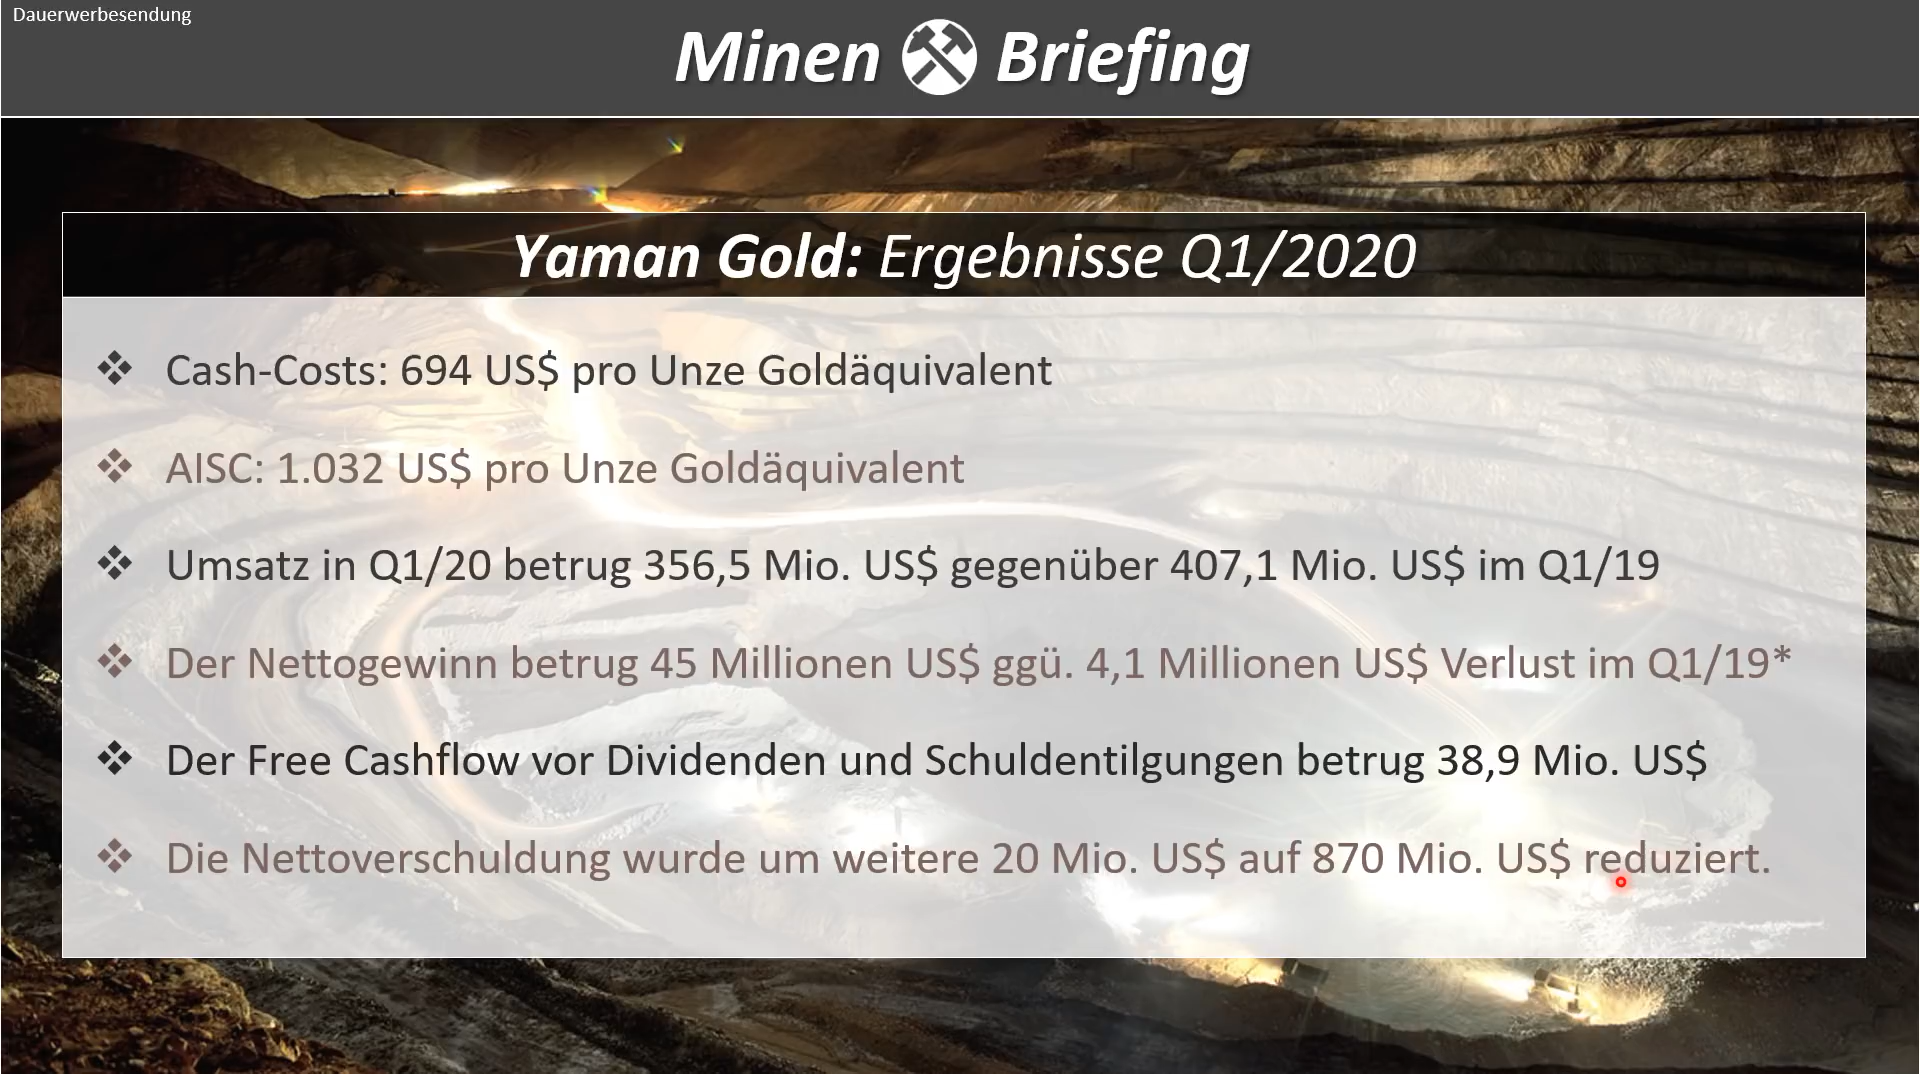 Dauerwerbesendung
Minen Briefing
Yaman Gold: Ergebnisse Q1/2020
Cash-Costs: 694 US$ pro Unze Goldäquivalent
AISC: 1.032 US$ pro Unze Goldäquivalent
Umsatz in Q1/20 betrug 356,5 Mio. US$ gegenüber 407,1 Mio. US$ im Q1/19
Der Nettogewinn betrug 45 Millionen US$ ggü. 4,1 Millionen US$ Verlust im Q1/19*
Der Free Cashflow vor Dividenden und Schuldentilgungen betrug 38,9 Mio. US$
Die Nettoverschuldung wurde um weitere 20 Mio. US$ auf 870 Mio. US$ reduziert.